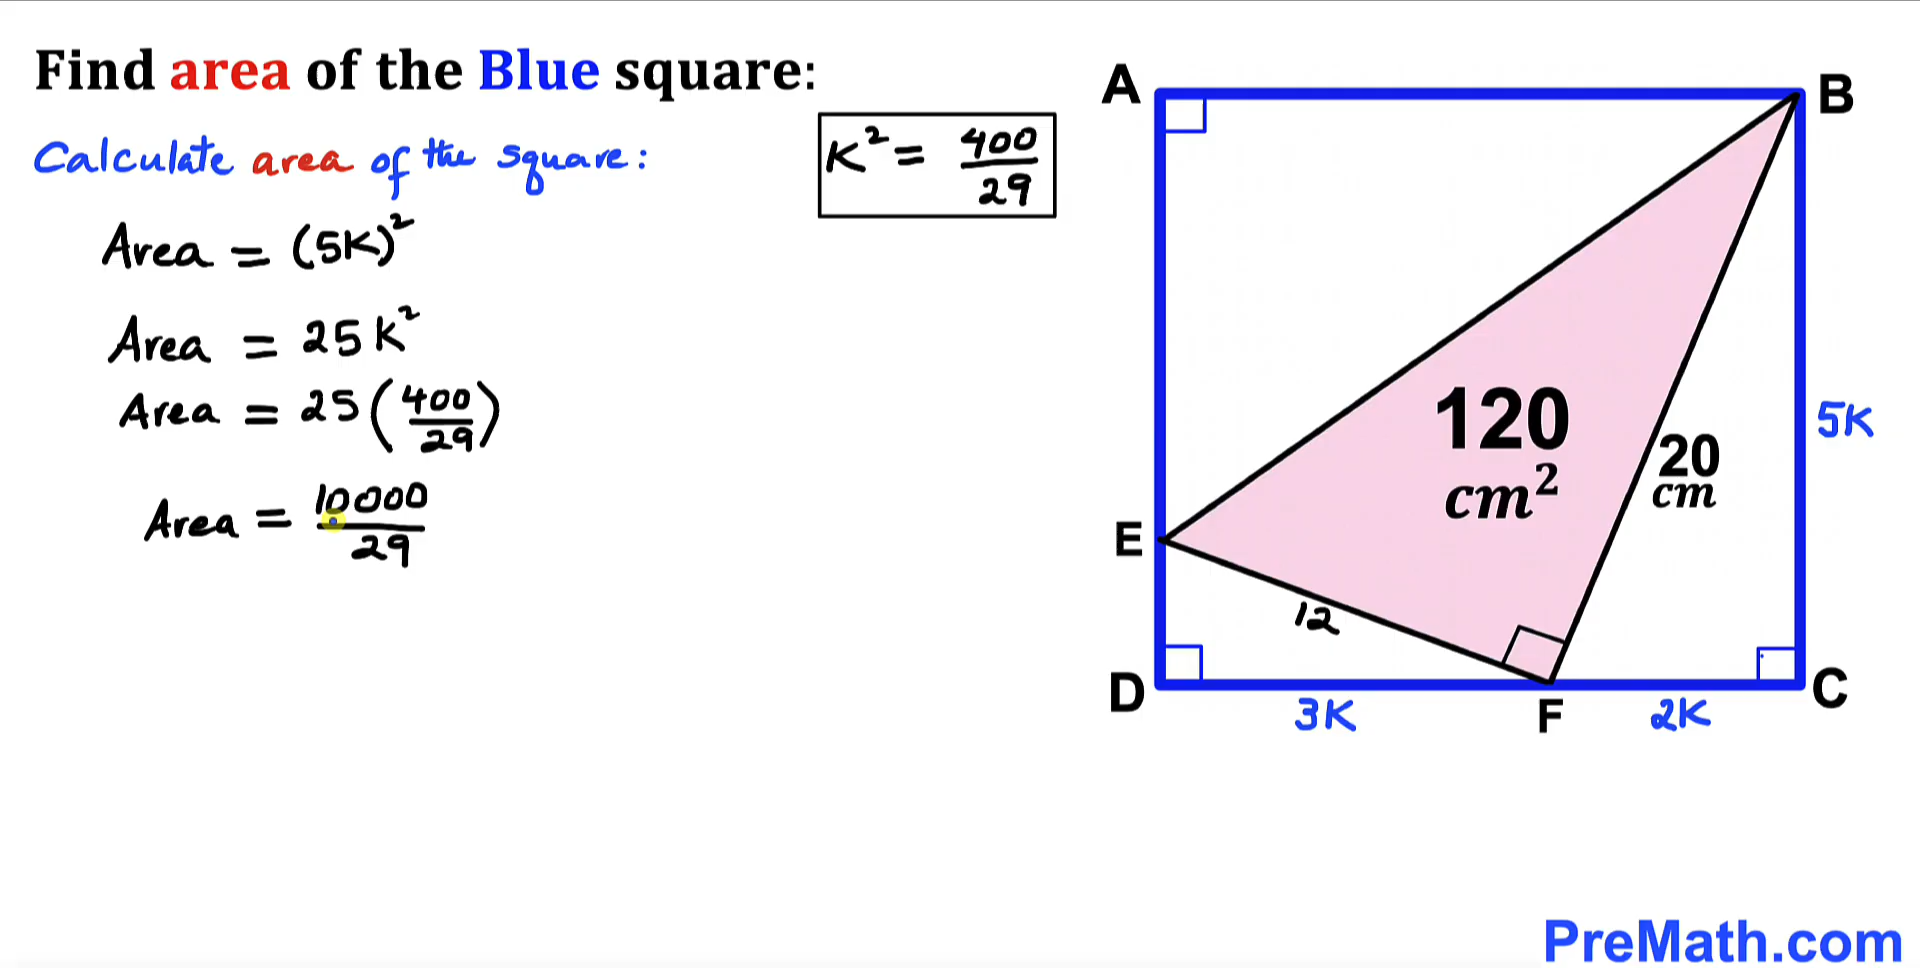 Find area of the Blue square:
Calculate area of the square:
K² = 400/29
Area = (5K)²
Area = 25K²
Area = 25(400/29)
Area = 10000/29
A
B
120
cm²
20
cm
5K
E
12
D
C
3K
F
2K
PreMath.com